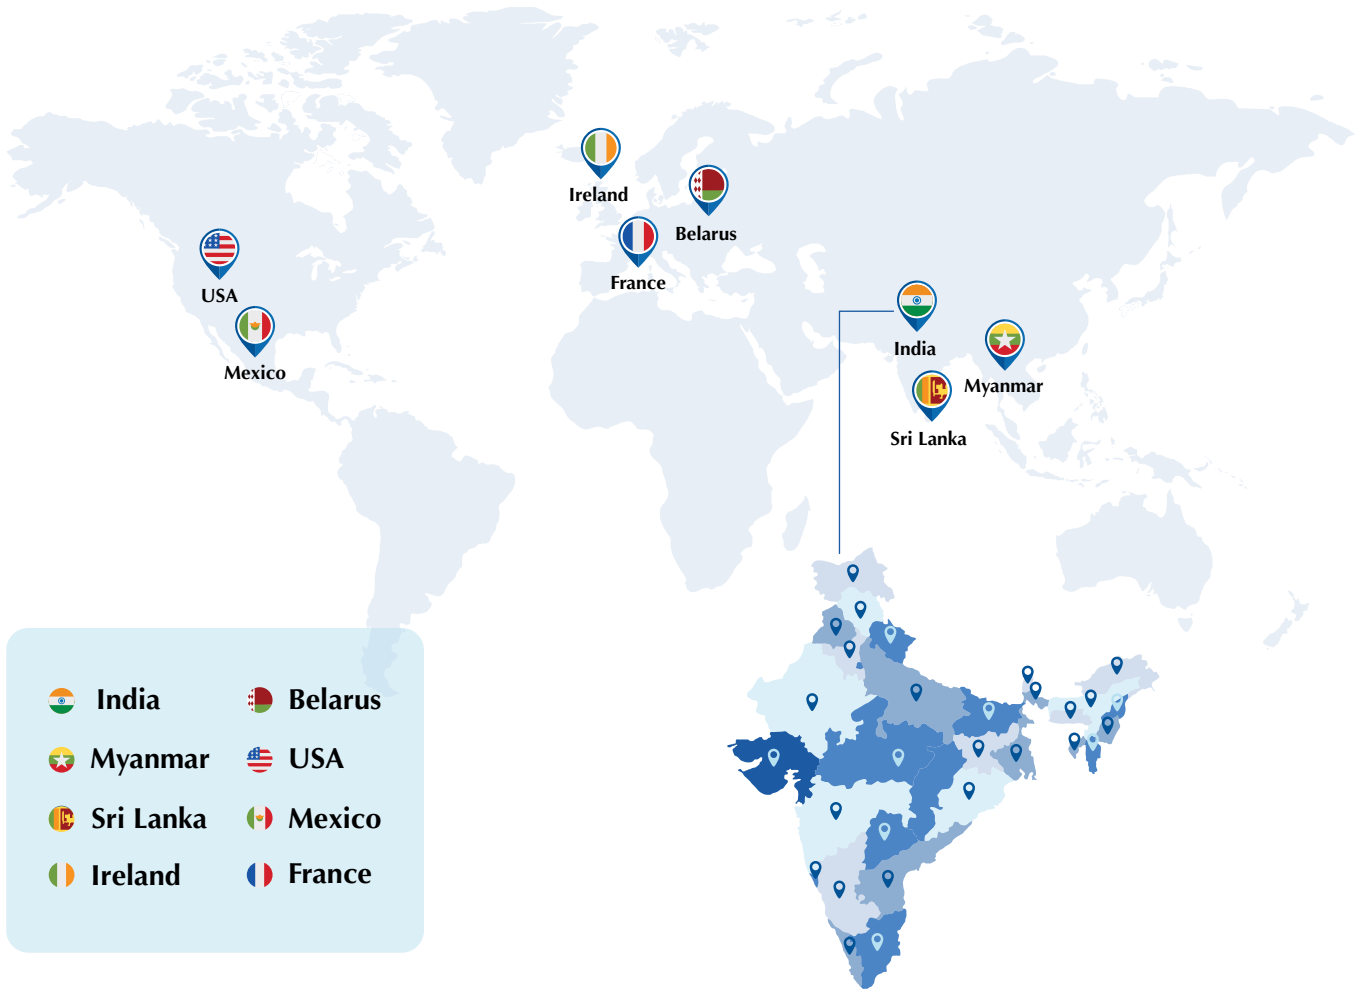 Ireland
Belarus
France
USA
Mexico
India
Myanmar
Sri Lanka
India
Belarus
Myanmar
USA
Sri Lanka
Mexico
Ireland
France